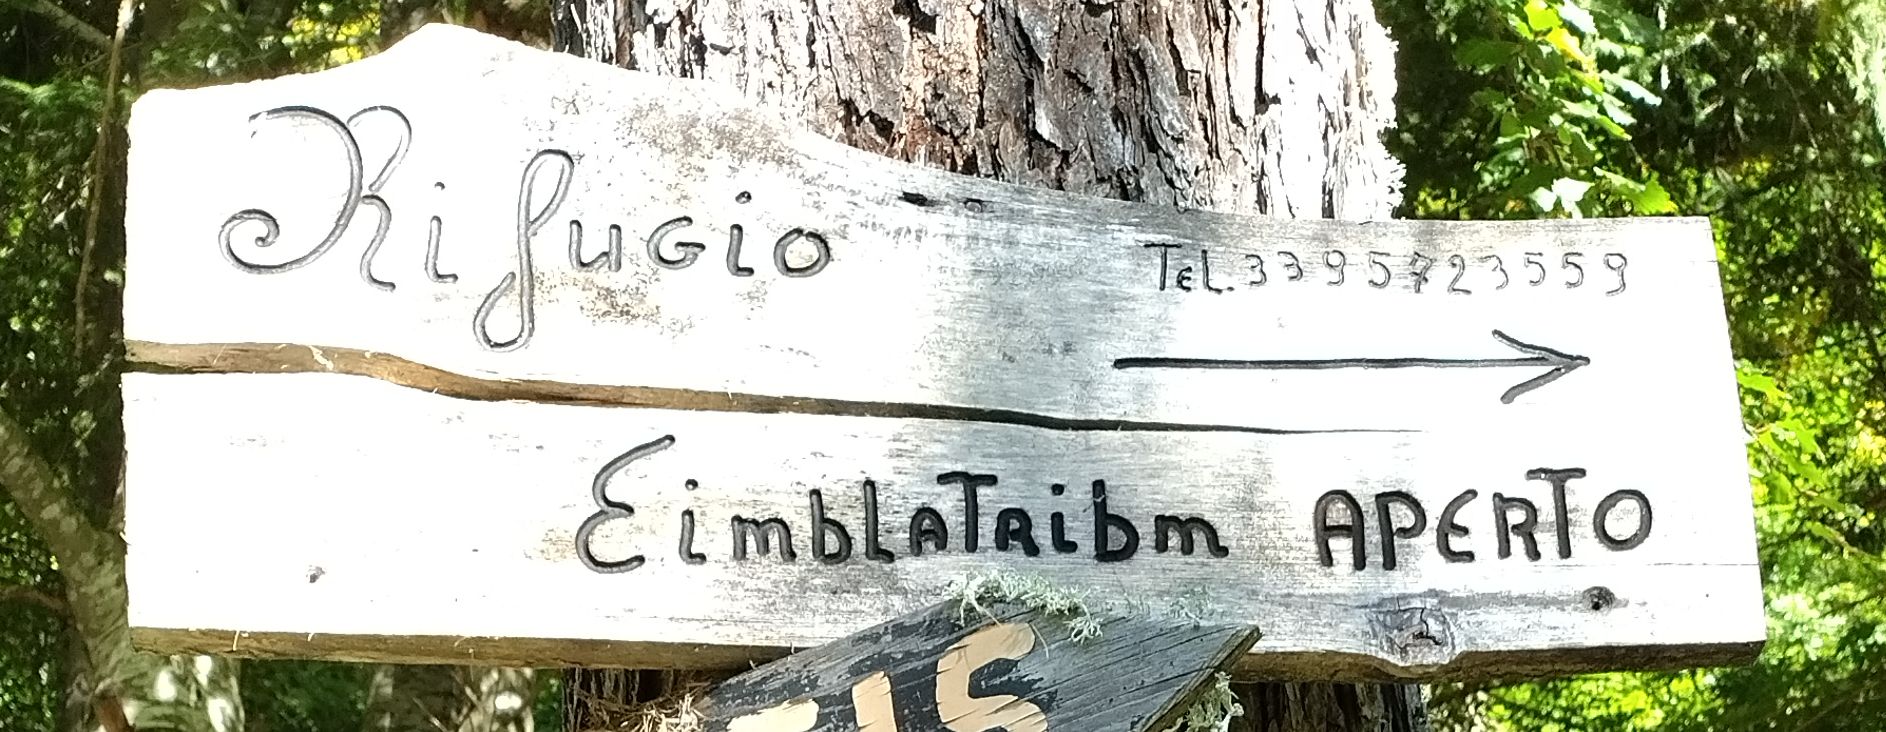 Rifugio
Tel. 3395723559
EimblaTribm APERTO